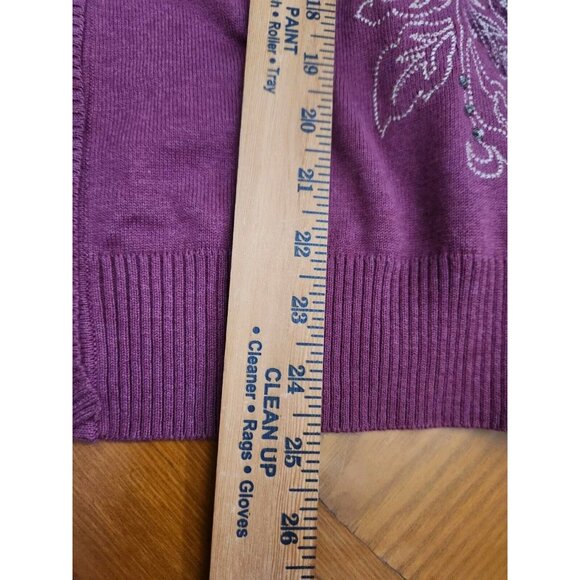 PAINT
h • Roller • Tray
18
19
20
21
22
23
24
25
26
CLEAN UP
• Cleaner • Rags • Gloves